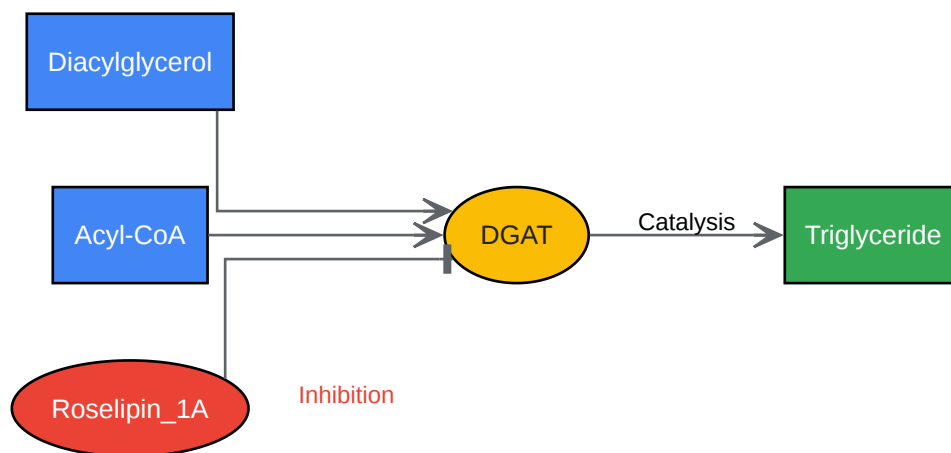 Diacylglycerol
Acyl-CoA
DGAT
Catalysis
Triglyceride
Inhibition
Roselipin_1A